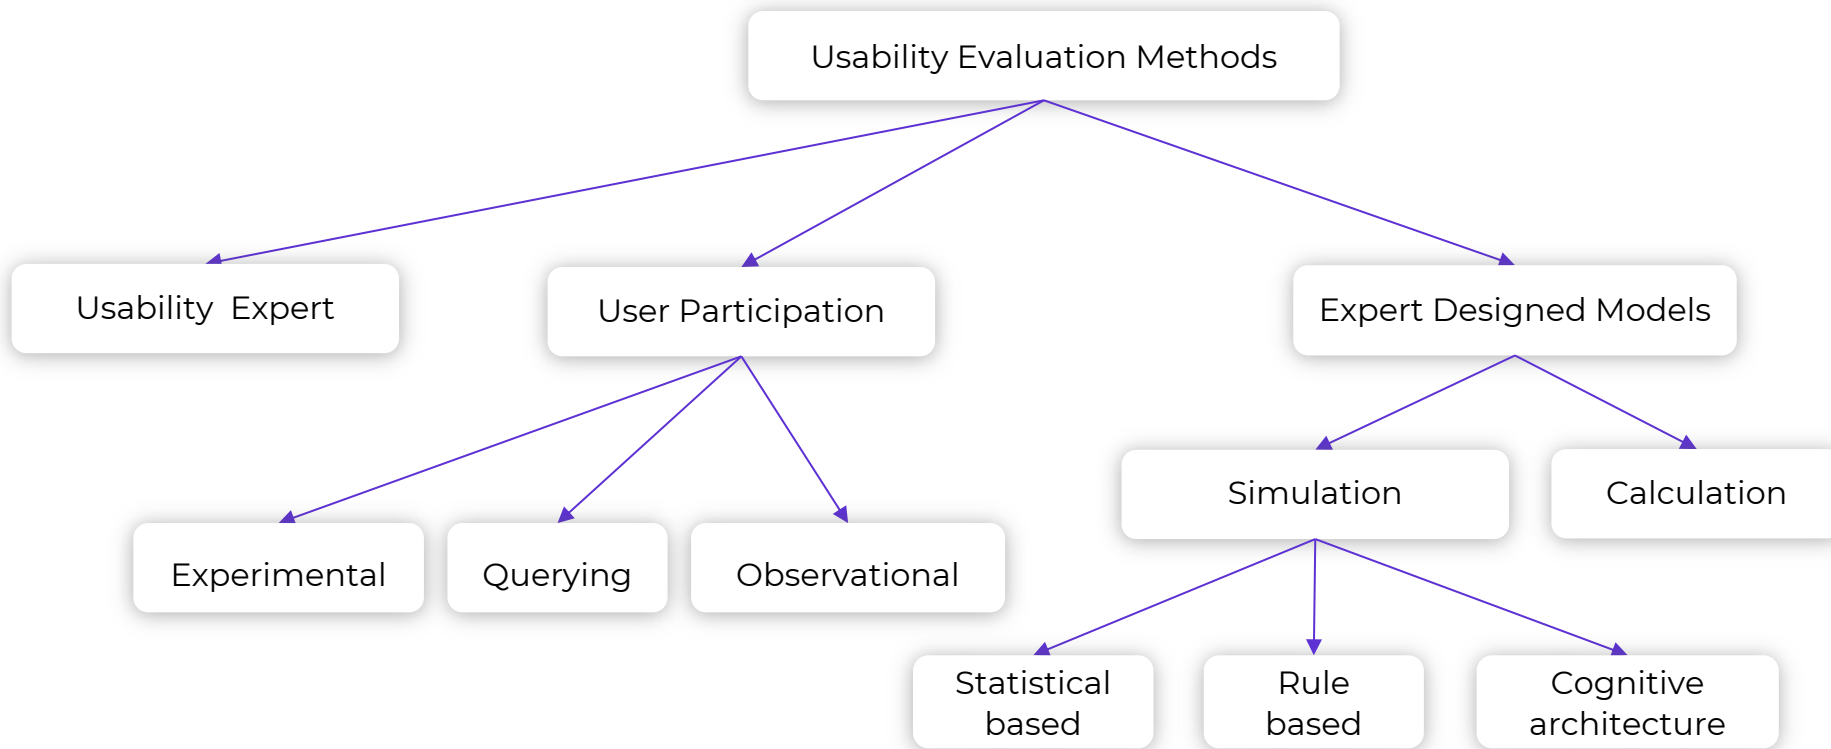 Usability Evaluation Methods
Usability  Expert
User Participation
Expert Designed Models
Simulation
Calculation
Experimental
Querying
Observational
Statistical
based
Rule
based
Cognitive
architecture